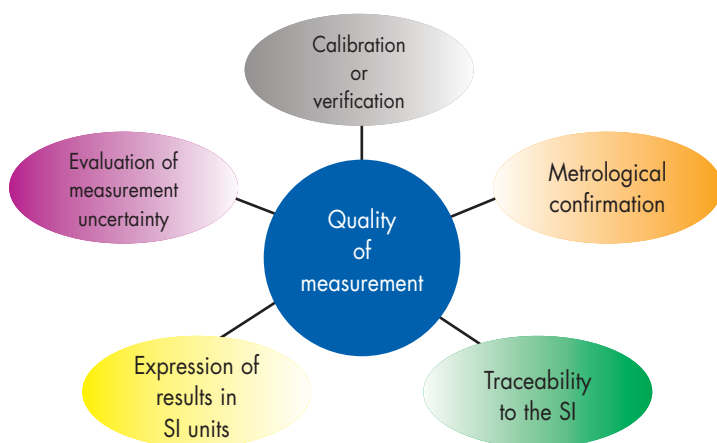 Calibration
or
verification
Evaluation of
measurement
uncertainty
Metrological
confirmation
Quality
of
measurement
Expression of
results in
SI units
Traceability
to the SI